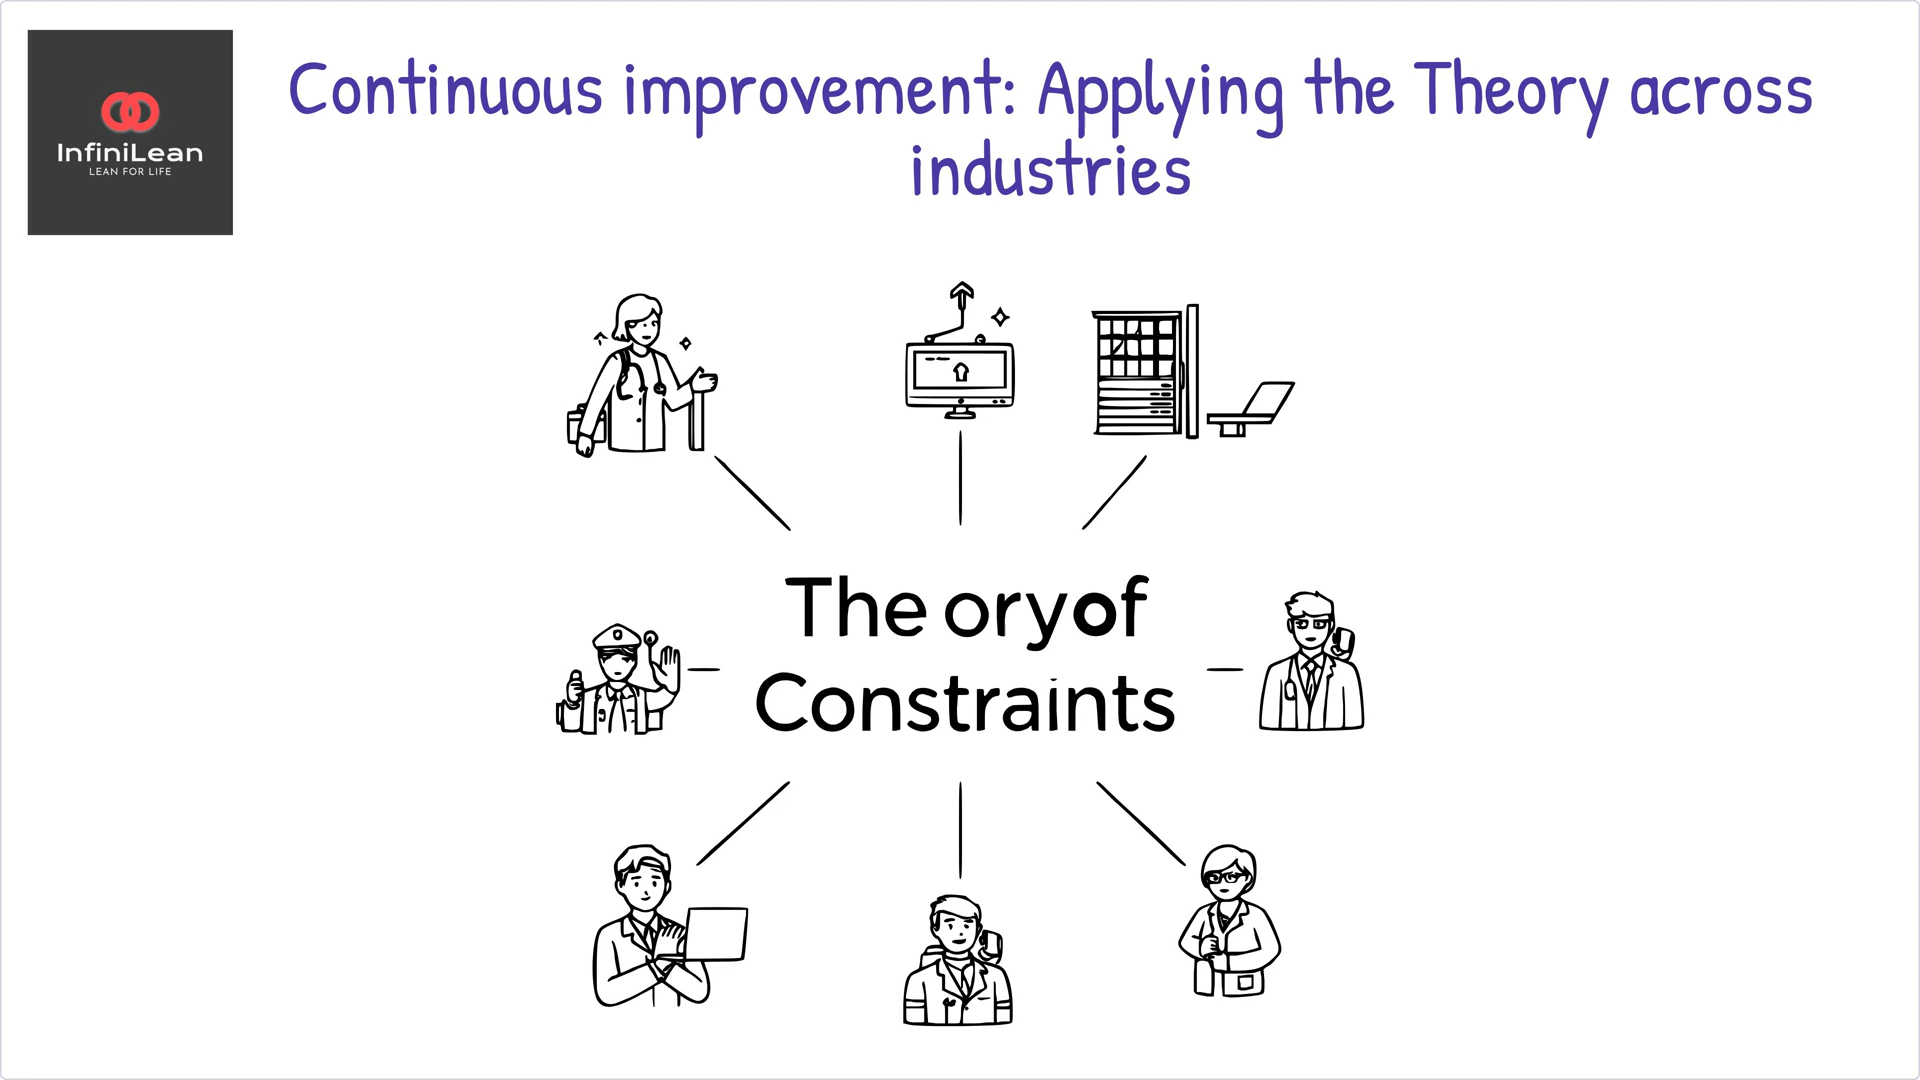 Continuous improvement: Applying the Theory across
industries
InfiniLean
LEAN FOR LIFE
The oryof
Constraints